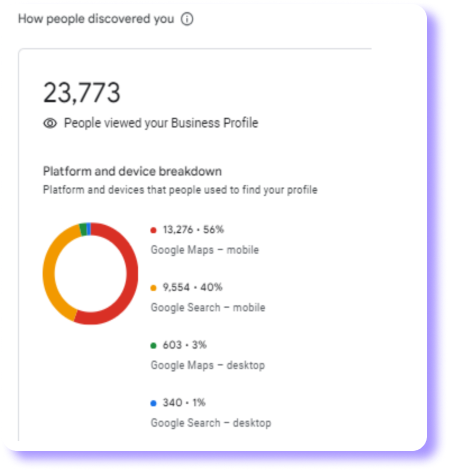 How people discovered you
23,773
People viewed your Business Profile
Platform and device breakdown
Platform and devices that people used to find your profile
13,276 • 56%
Google Maps – mobile
9,554 • 40%
Google Search – mobile
603 • 3%
Google Maps – desktop
340 • 1%
Google Search – desktop